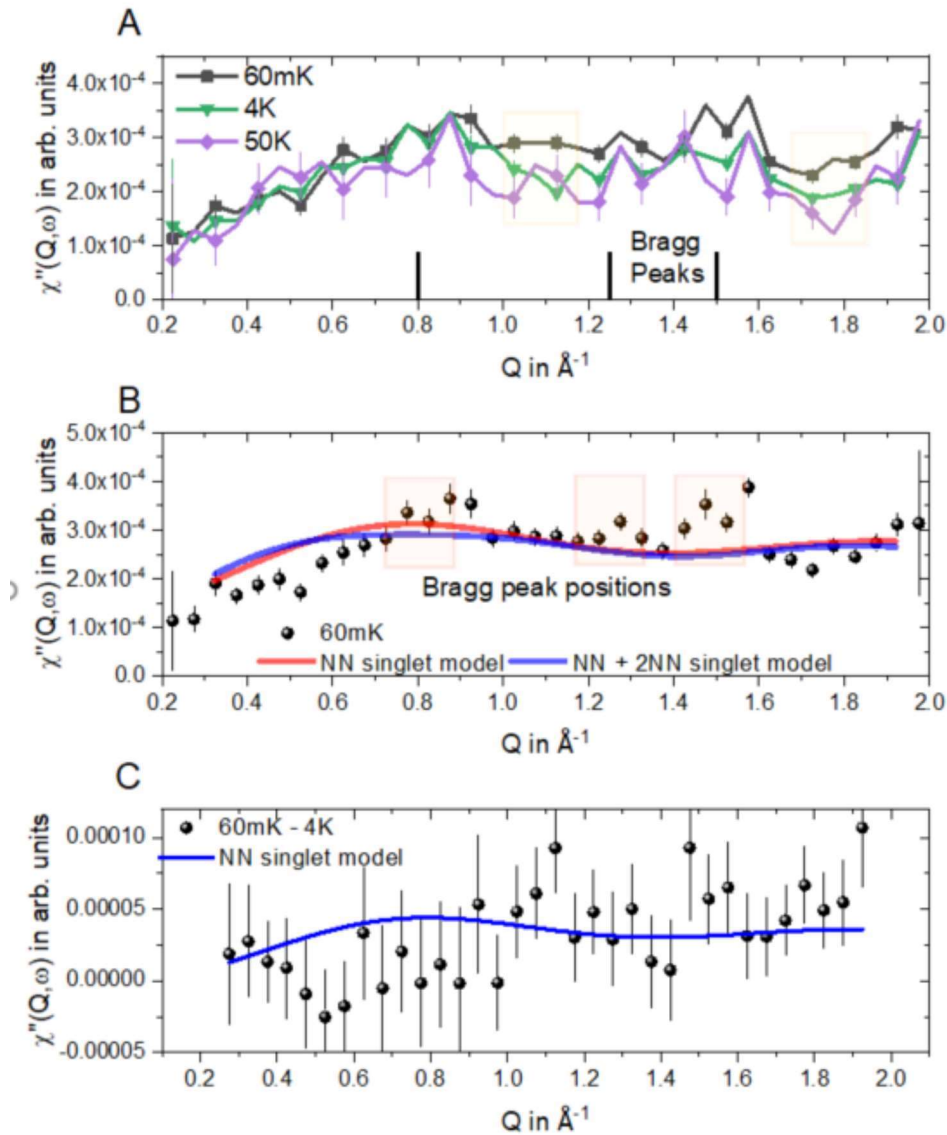 A
χ"(Q,ω) in arb. units
4.0x10⁻⁴
3.0x10⁻⁴
2.0x10⁻⁴
1.0x10⁻⁴
0.0
60mK
4K
50K
Bragg
Peaks
0.2 0.4 0.6 0.8 1.0 1.2 1.4 1.6 1.8 2.0
Q in Å⁻¹
B
χ"(Q,ω) in arb. units
5.0x10⁻⁴
4.0x10⁻⁴
3.0x10⁻⁴
2.0x10⁻⁴
1.0x10⁻⁴
0.0
Bragg peak positions
60mK
NN singlet model NN + 2NN singlet model
0.2 0.4 0.6 0.8 1.0 1.2 1.4 1.6 1.8 2.0
Q in Å⁻¹
C
χ"(Q,ω) in arb. units
0.00010
0.00005
0.00000
-0.00005
60mK - 4K
NN singlet model
0.2 0.4 0.6 0.8 1.0 1.2 1.4 1.6 1.8 2.0
Q in Å⁻¹